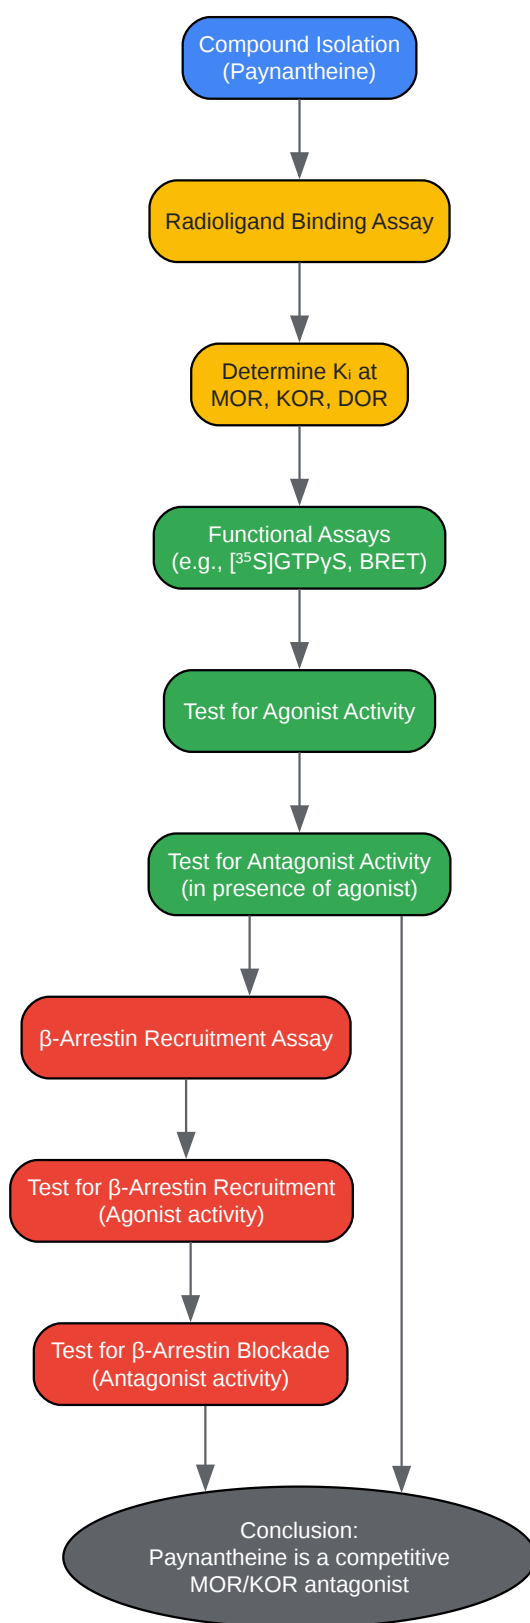 Compound Isolation
(Paynantheine)
Radioligand Binding Assay
Determine Kᵢ at
MOR, KOR, DOR
Functional Assays
(e.g., [³⁵S]GTPγS, BRET)
Test for Agonist Activity
Test for Antagonist Activity
(in presence of agonist)
β-Arrestin Recruitment Assay
Test for β-Arrestin Recruitment
(Agonist activity)
Test for β-Arrestin Blockade
(Antagonist activity)
Conclusion:
Paynantheine is a competitive
MOR/KOR antagonist